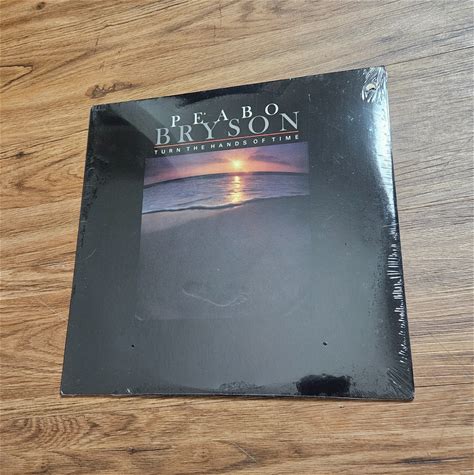 PEABO
BRYSON
TURN THE HANDS OF TIME